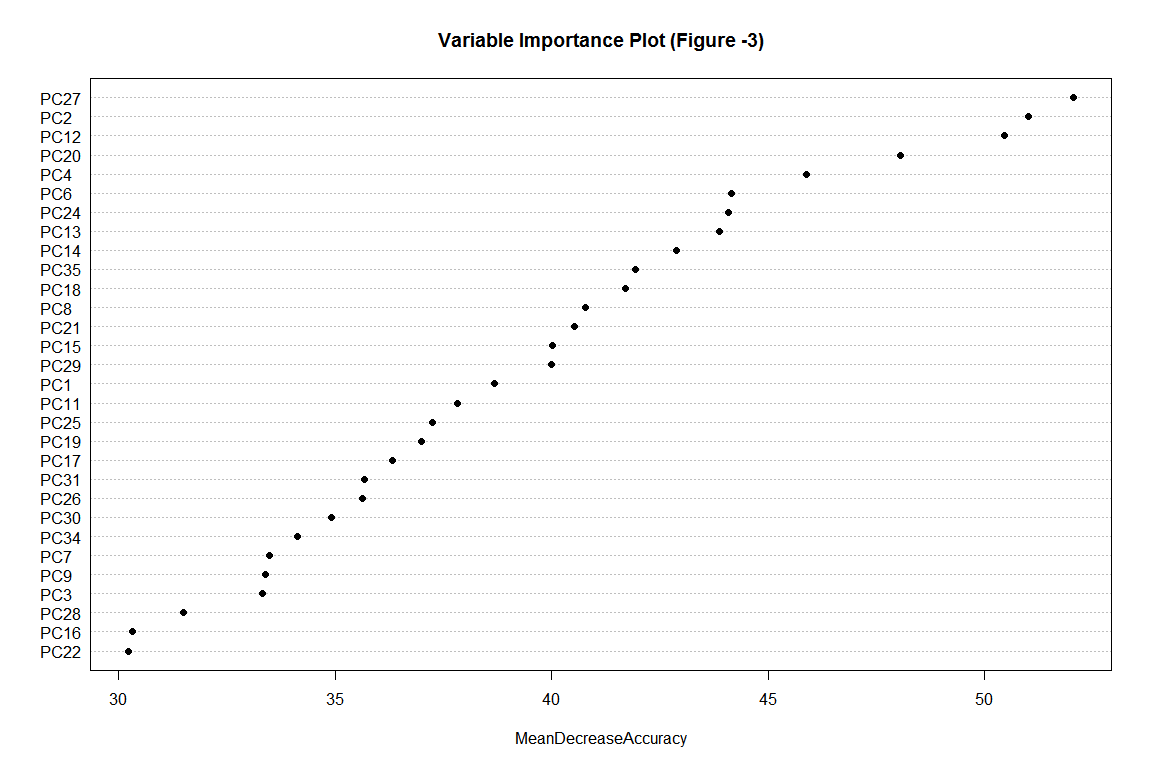 Variable Importance Plot (Figure -3)
PC27
PC2
PC12
PC20
PC4
PC6
PC24
PC13
PC14
PC35
PC18
PC8
PC21
PC15
PC29
PC1
PC11
PC25
PC19
PC17
PC31
PC26
PC30
PC34
PC7
PC9
PC3
PC28
PC16
PC22
30 35 40 45 50
MeanDecreaseAccuracy